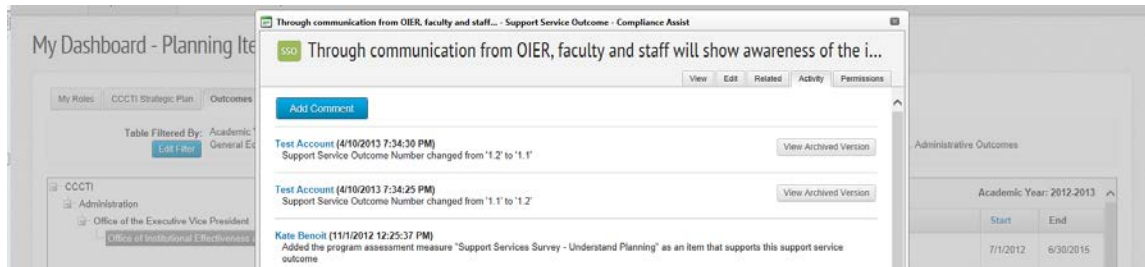 Through communication from OIER, faculty and staff... - Support Service Outcome - Compliance Assist
My Dashboard - Planning Ite
SSO Through communication from OIER, faculty and staff will show awareness of the i...
View Edit Related Activity Permissions
My Roles CCCTI Strategic Plan Outcomes
Add Comment
Table Filtered By: Academic
Edit Filter General Ed
Administrative Outcomes
Test Account (4/10/2013 7:34:30 PM)
Support Service Outcome Number changed from '1.2' to '1.1'
View Archived Version
Test Account (4/10/2013 7:34:25 PM)
Support Service Outcome Number changed from '1.1' to '1.2'
View Archived Version
Kate Benoit (11/1/2012 12:25:37 PM)
Added the program assessment measure "Support Services Survey - Understand Planning" as an item that supports this support service
outcome
CCCTI
Administration
Office of the Executive Vice President
Office of Institutional Effectiveness
Academic Year: 2012-2013
Start End
7/1/2012 6/30/2015